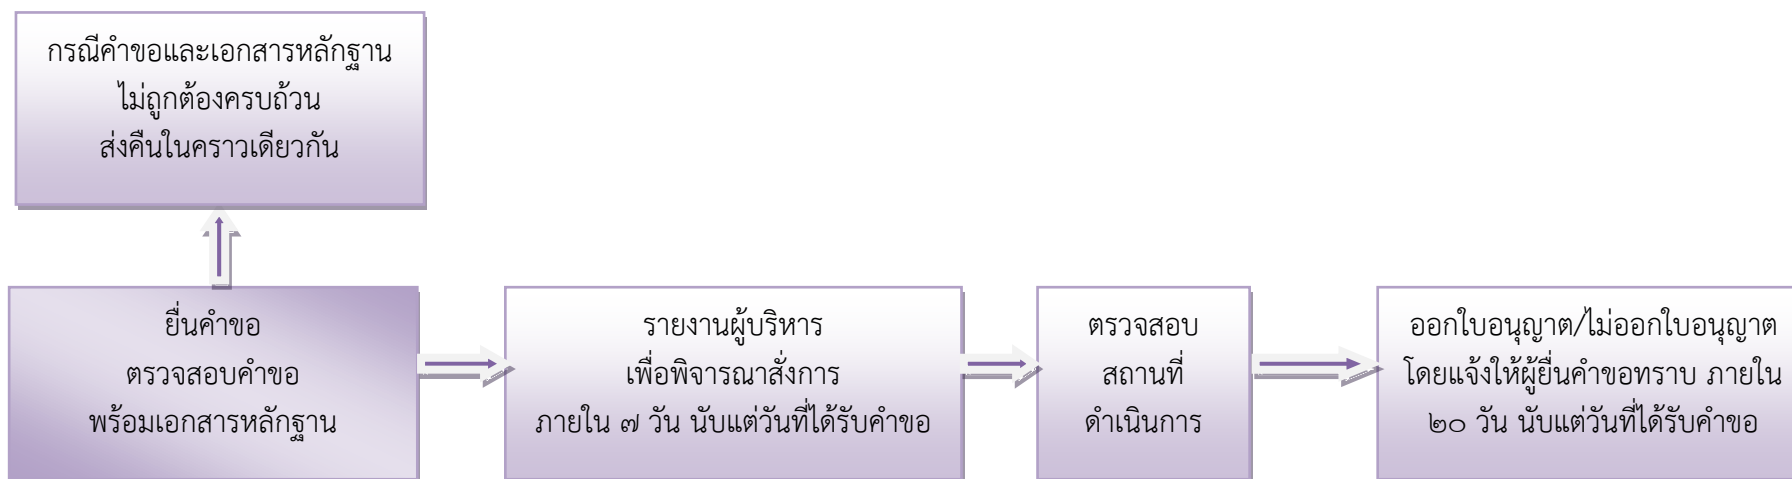 กรณีคำขอและเอกสารหลักฐาน
ไม่ถูกต้องครบถ้วน
ส่งคืนในคราวเดียวกัน
ยื่นคำขอ
ตรวจสอบคำขอ
พร้อมเอกสารหลักฐาน
รายงานผู้บริหาร
เพื่อพิจารณาสั่งการ
ภายใน ๗ วัน นับแต่วันที่ได้รับคำขอ
ตรวจสอบ
สถานที่
ดำเนินการ
ออกใบอนุญาต/ไม่ออกใบอนุญาต
โดยแจ้งให้ผู้ยื่นคำขอทราบ ภายใน
๒๐ วัน นับแต่วันที่ได้รับคำขอ